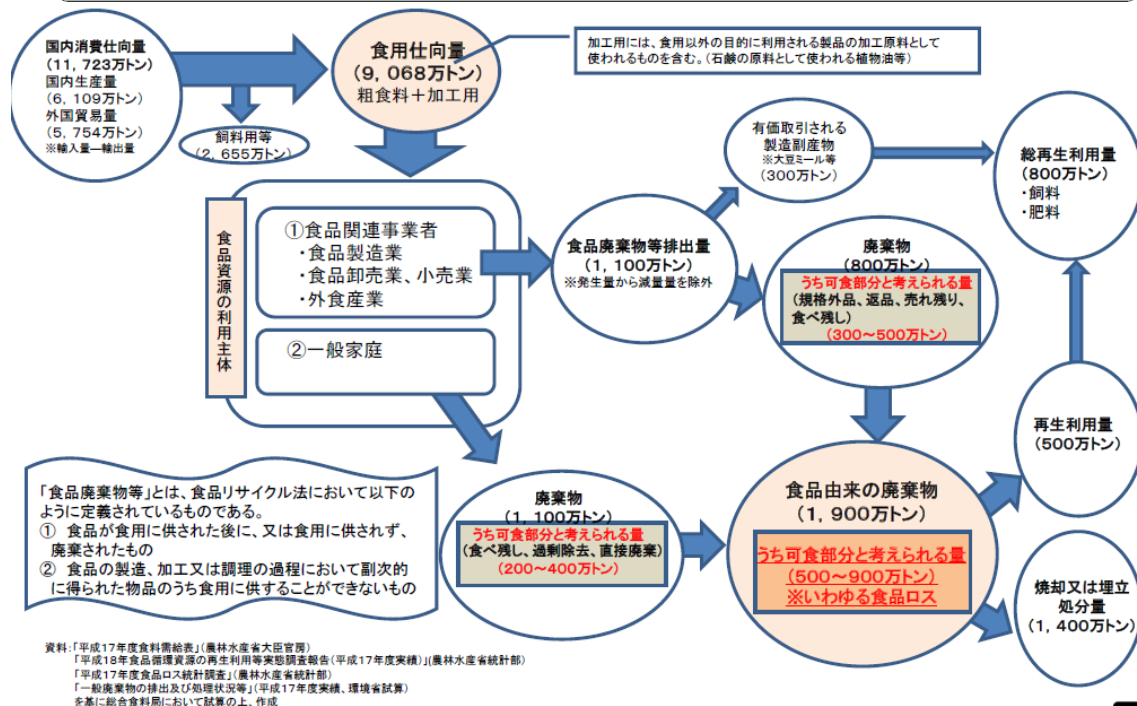 国内消費仕向量
(11, 723万トン)
国内生産量
(6, 109万トン)
外国貿易量
(5, 754万トン)
※輸入量―輸出量
食用仕向量
(9, 068万トン)
粗食料+加工用
加工用には、食用以外の目的に利用される製品の加工原料として
使われるものを含む。(石鹸の原料として使われる植物油等)
飼料用等
(2, 655万トン)
食品資源の利用主体
①食品関連事業者
・食品製造業
・食品卸売業、小売業
・外食産業
②一般家庭
食品廃棄物等排出量
(1, 100万トン)
※発生量から減量量を除外
有価取引される
製造副産物
※大豆ミール等
(300万トン)
総再生利用量
(800万トン)
・飼料
・肥料
廃棄物
(800万トン)
うち可食部分と考えられる量
(規格外品、返品、売れ残り、
食べ残し)
(300~500万トン)
再生利用量
(500万トン)
「食品廃棄物等」とは、食品リサイクル法において以下の
ように定義されているものである。
① 食品が食用に供された後に、又は食用に供されず、
廃棄されたもの
② 食品の製造、加工又は調理の過程において副次的
に得られた物品のうち食用に供することができないもの
廃棄物
(1, 100万トン)
うち可食部分と考えられる量
(食べ残し、過剰除去、直接廃棄)
(200~400万トン)
食品由来の廃棄物
(1, 900万トン)
うち可食部分と考えられる量
(500~900万トン)
※いわゆる食品ロス
焼却又は埋立
処分量
(1, 400万トン)
資料:「平成17年度食料需給表」(農林水産省大臣官房)
「平成18年食品循環資源の再生利用等実態調査報告(平成17年度実績)」(農林水産省統計部)
「平成17年度食品ロス統計調査」(農林水産省統計部)
「一般廃棄物の排出及び処理状況等」(平成17年度実績、環境省試算)
を基に総合食料局において試算の上、作成